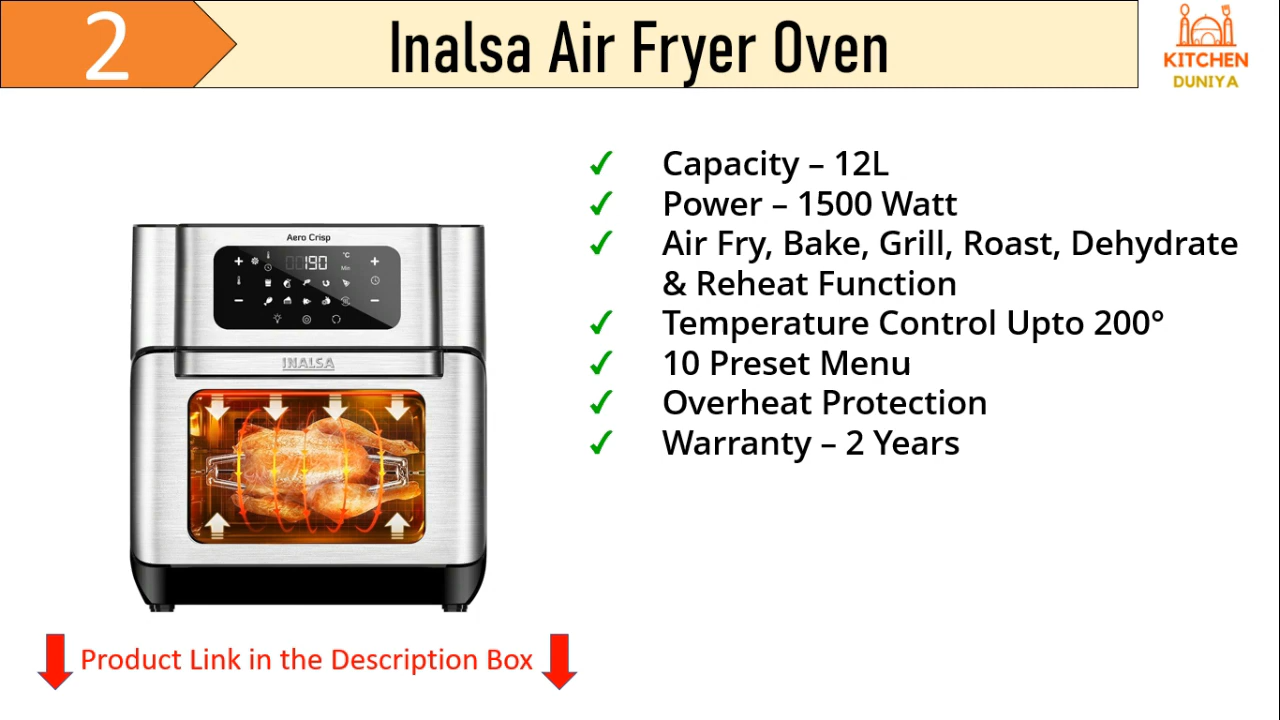 2
Inalsa Air Fryer Oven
KITCHEN
DUNIYA
✓ Capacity – 12L
✓ Power – 1500 Watt
✓ Air Fry, Bake, Grill, Roast, Dehydrate
& Reheat Function
✓ Temperature Control Upto 200°
✓ 10 Preset Menu
✓ Overheat Protection
✓ Warranty – 2 Years
Aero Crisp
+ 190 °C +
Min
− −
INALSA
Product Link in the Description Box